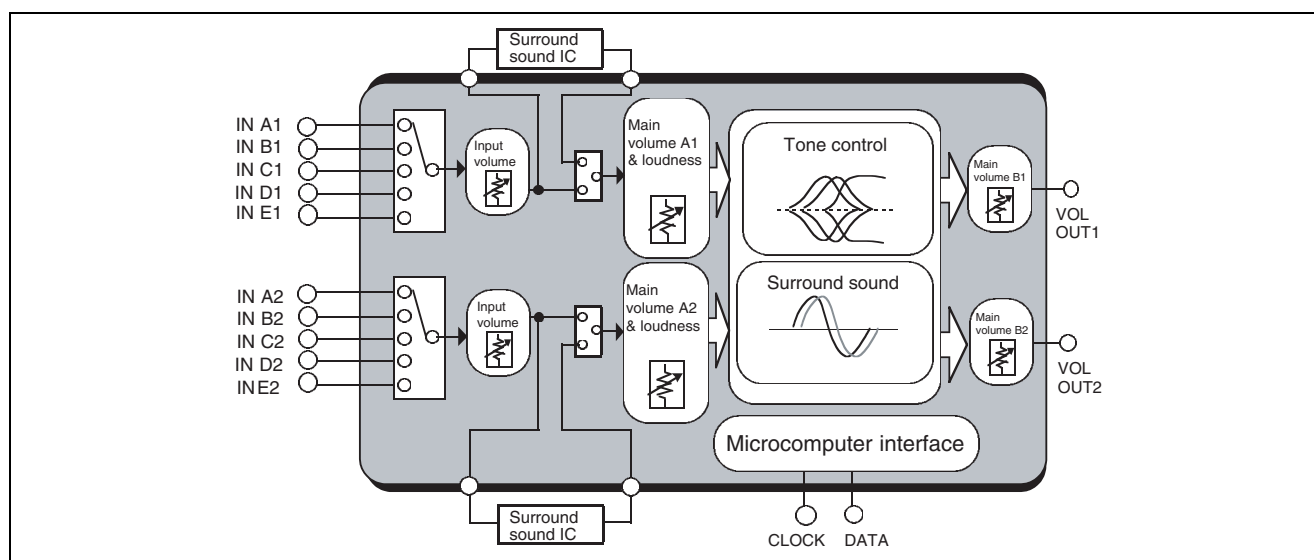 Surround
sound IC
IN A1
IN B1
IN C1
IN D1
IN E1
Input
volume
Main
volume A1
& loudness
Tone control
Main
volume B1
VOL
OUT1
IN A2
IN B2
IN C2
IN D2
IN E2
Input
volume
Main
volume A2
& loudness
Surround sound
Main
volume B2
VOL
OUT2
Microcomputer interface
Surround
sound IC
CLOCK
DATA